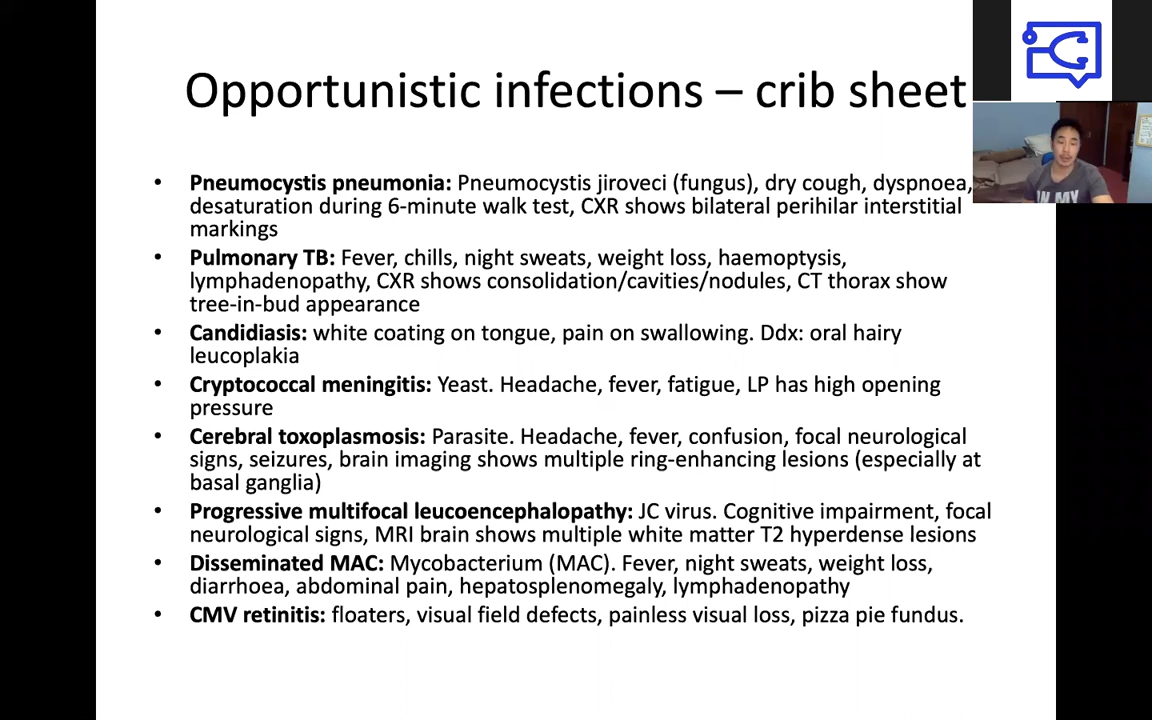 Opportunistic infections – crib sheet
• Pneumocystis pneumonia: Pneumocystis jiroveci (fungus), dry cough, dyspnoea,
desaturation during 6-minute walk test, CXR shows bilateral perihilar interstitial
markings
• Pulmonary TB: Fever, chills, night sweats, weight loss, haemoptysis,
lymphadenopathy, CXR shows consolidation/cavities/nodules, CT thorax show
tree-in-bud appearance
• Candidiasis: white coating on tongue, pain on swallowing. Ddx: oral hairy
leucoplakia
• Cryptococcal meningitis: Yeast. Headache, fever, fatigue, LP has high opening
pressure
• Cerebral toxoplasmosis: Parasite. Headache, fever, confusion, focal neurological
signs, seizures, brain imaging shows multiple ring-enhancing lesions (especially at
basal ganglia)
• Progressive multifocal leucoencephalopathy: JC virus. Cognitive impairment, focal
neurological signs, MRI brain shows multiple white matter T2 hyperdense lesions
• Disseminated MAC: Mycobacterium (MAC). Fever, night sweats, weight loss,
diarrhoea, abdominal pain, hepatosplenomegaly, lymphadenopathy
• CMV retinitis: floaters, visual field defects, painless visual loss, pizza pie fundus.
IN MY